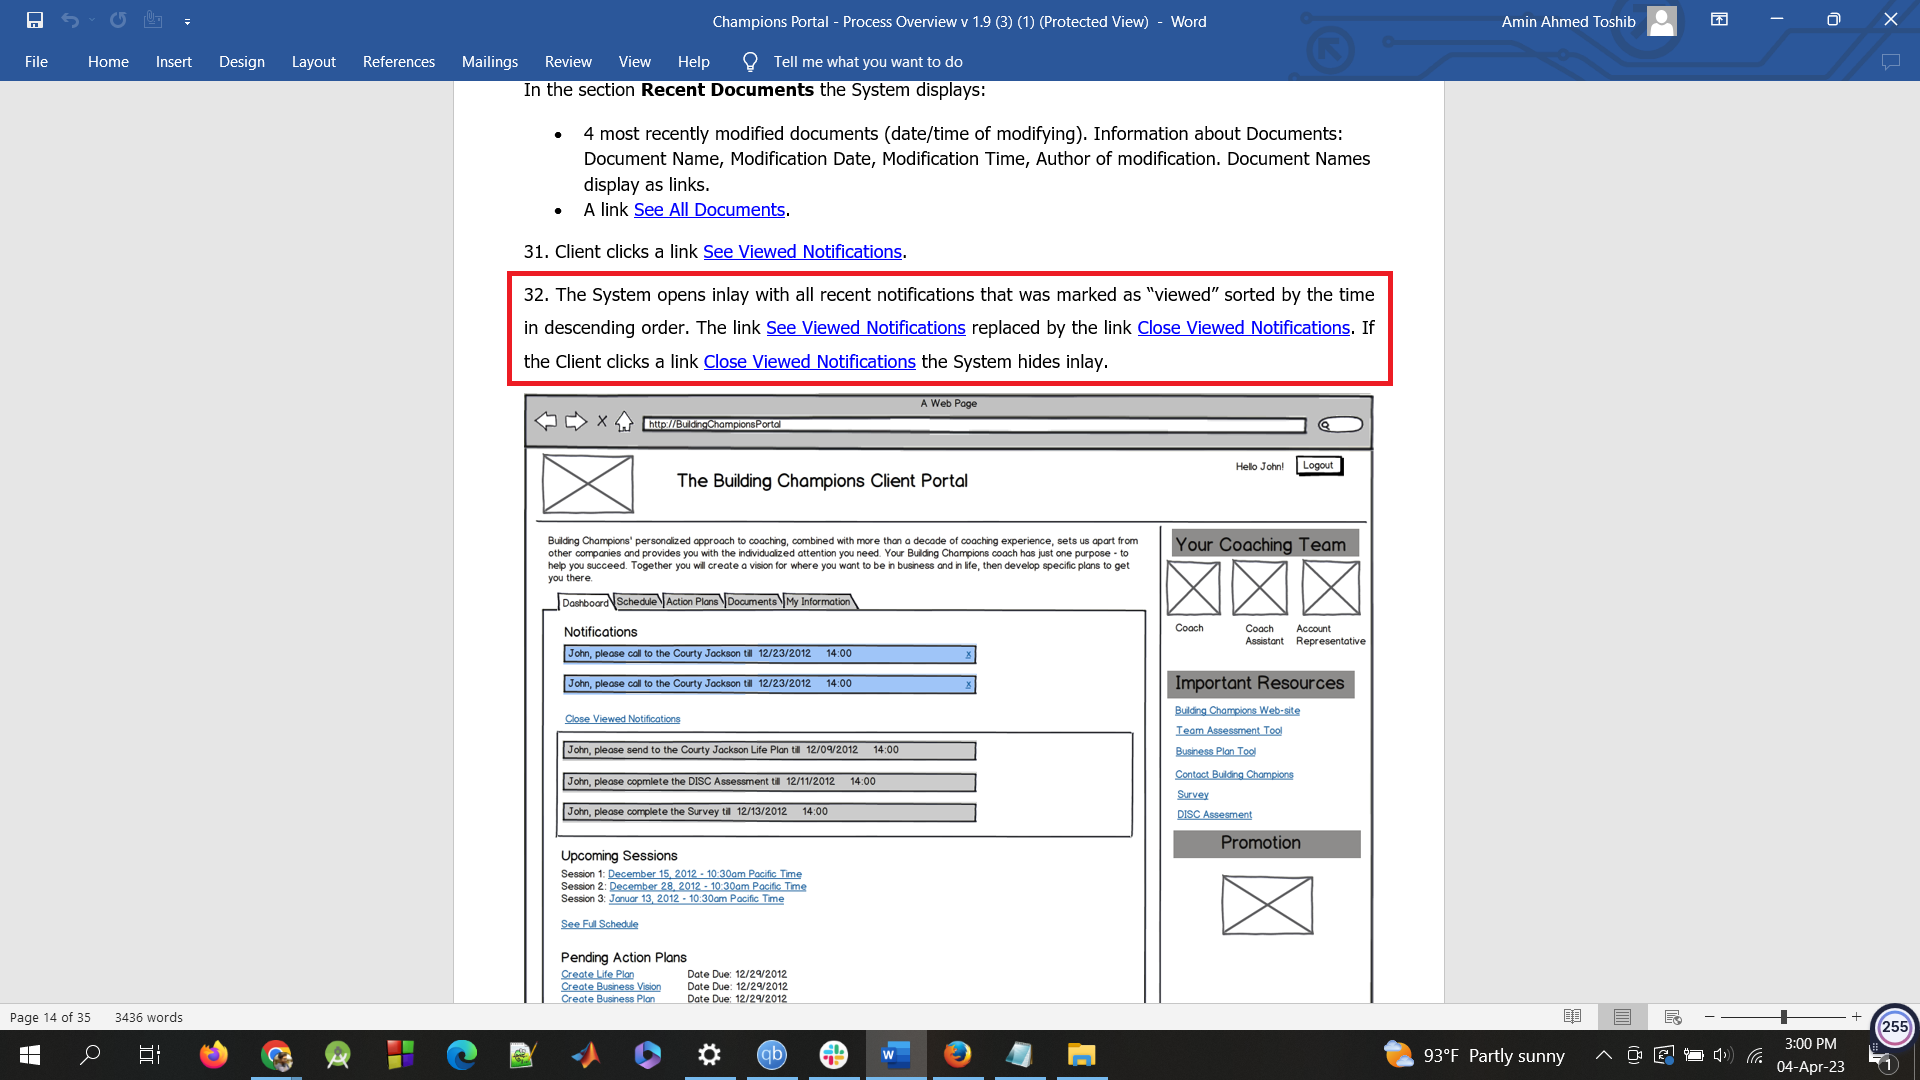 Champions Portal - Process Overview v 1.9 (3) (1) (Protected View) - Word
Amin Ahmed Toshib
File Home Insert Design Layout References Mailings Review View Help Tell me what you want to do
In the section Recent Documents the System displays:
• 4 most recently modified documents (date/time of modifying). Information about Documents:
Document Name, Modification Date, Modification Time, Author of modification. Document Names
display as links.
• A link See All Documents.
31. Client clicks a link See Viewed Notifications.
32. The System opens inlay with all recent notifications that was marked as “viewed” sorted by the time
in descending order. The link See Viewed Notifications replaced by the link Close Viewed Notifications. If
the Client clicks a link Close Viewed Notifications the System hides inlay.
A Web Page
http://BuildingChampionsPortal
The Building Champions Client Portal
Hello John!
Logout
Building Champions' personalized approach to coaching, combined with more than a decade of coaching experience, sets us apart from
other companies and provides you with the individualized attention you need. Your Building Champions coach has just one purpose - to
help you succeed. Together you will create a vision for where you want to be in business and in life, then develop specific plans to get
you there.
Dashboard Schedule Action Plans Documents My Information
Notifications
John, please call to the Courty Jackson till 12/23/2012 14:00 x
John, please call to the Courty Jackson till 12/23/2012 14:00 x
Close Viewed Notifications
John, please send to the Courty Jackson Life Plan till 12/09/2012 14:00
John, please copmlete the DISC Assessment till 12/11/2012 14:00
John, please complete the Survey till 12/13/2012 14:00
Upcoming Sessions
Session 1: December 15, 2012 - 10:30am Pacific Time
Session 2: December 28, 2012 - 10:30am Pacific Time
Session 3: Januar 13, 2012 - 10:30am Pacific Time
See Full Schedule
Pending Action Plans
Create Life Plan Date Due: 12/29/2012
Create Business Vision Date Due: 12/29/2012
Create Business Plan Date Due: 12/29/2012
Your Coaching Team
Coach
Coach
Assistant
Account
Representative
Important Resources
Building Champions Web-site
Team Assessment Tool
Business Plan Tool
Contact Building Champions
Survey
DISC Assesment
Promotion
Page 14 of 35 3436 words
255
93°F Partly sunny
3:00 PM
04-Apr-23
1